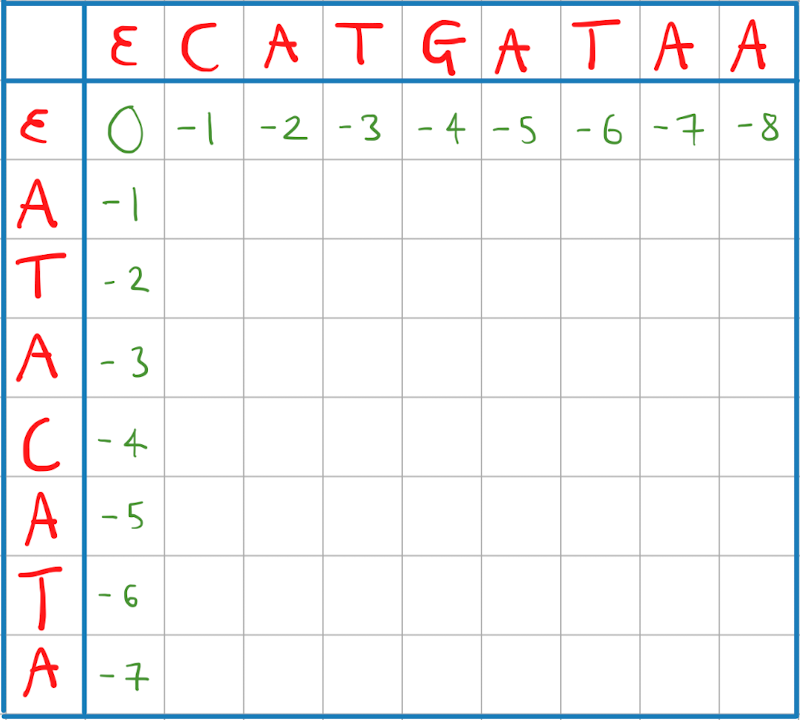 ε C A T G A T A A
ε 0 -1 -2 -3 -4 -5 -6 -7 -8
A -1
T -2
A -3
C -4
A -5
T -6
A -7